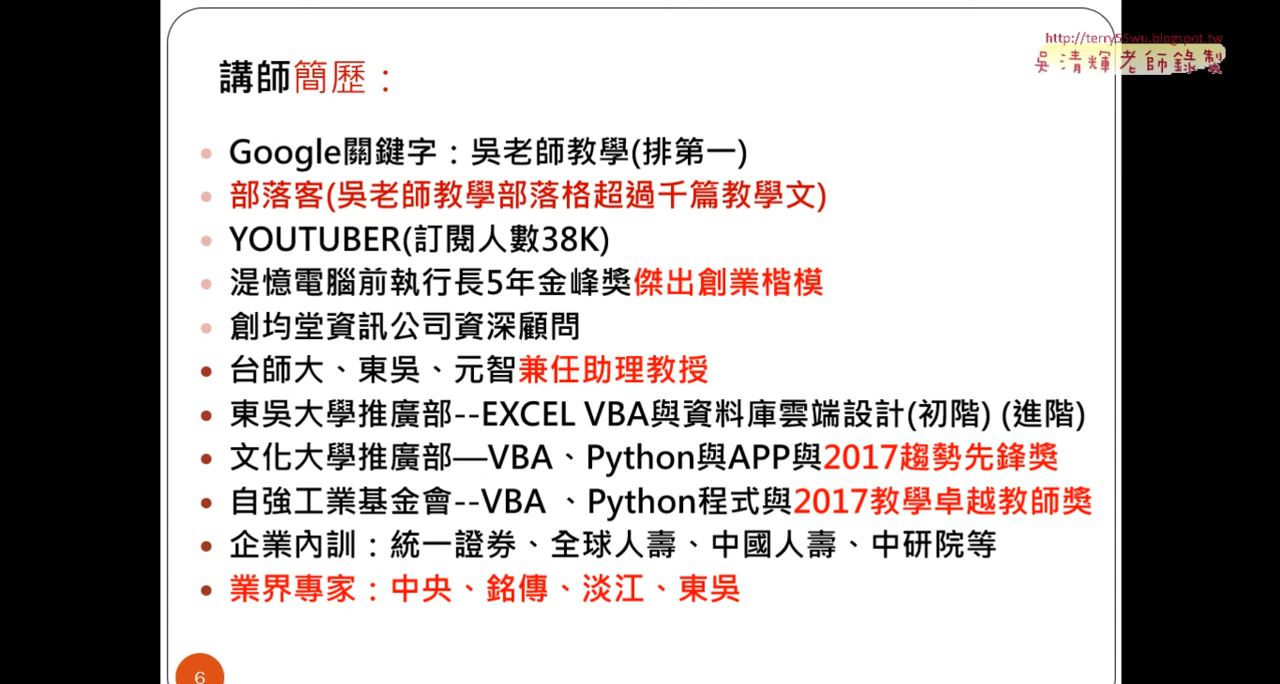 http://terry55wu.blogspot.tw
吳清輝老師錄製
講師簡歷：
Google關鍵字：吳老師教學(排第一)
部落客(吳老師教學部落格超過千篇教學文)
YOUTUBER(訂閱人數38K)
湜憶電腦前執行長5年金峰獎傑出創業楷模
創均堂資訊公司資深顧問
台師大、東吳、元智兼任助理教授
東吳大學推廣部--EXCEL VBA與資料庫雲端設計(初階) (進階)
文化大學推廣部—VBA、Python與APP與2017趨勢先鋒獎
自強工業基金會--VBA 、Python程式與2017教學卓越教師獎
企業內訓：統一證券、全球人壽、中國人壽、中研院等
業界專家：中央、銘傳、淡江、東吳
6